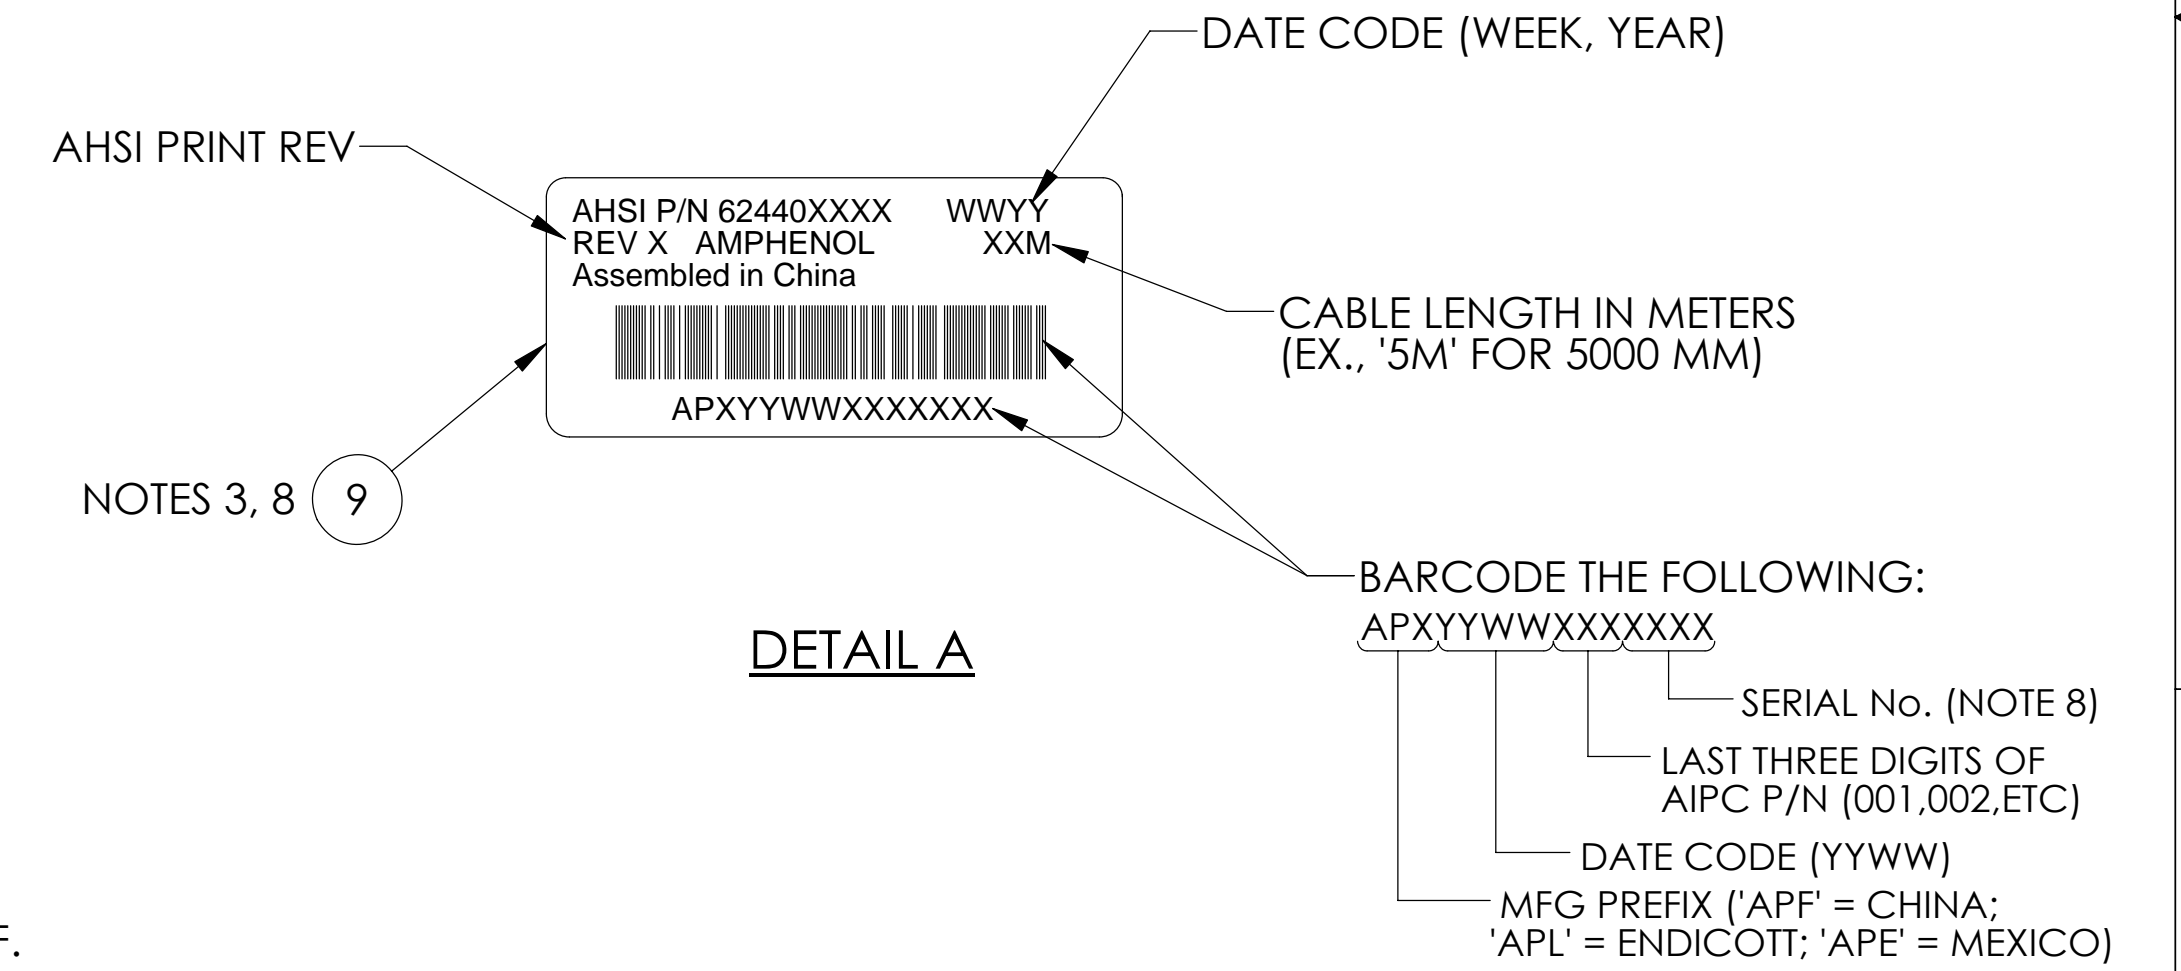 DATE CODE (WEEK, YEAR)
AHSI PRINT REV
AHSI P/N 62440XXXX WWYY
REV X AMPHENOL XXM
Assembled in China
CABLE LENGTH IN METERS
(EX., '5M' FOR 5000 MM)
APXYYWWXXXXXXX
NOTES 3, 8 9
BARCODE THE FOLLOWING:
APXYYWWXXXXXXX
DETAIL A
SERIAL No. (NOTE 8)
LAST THREE DIGITS OF
AIPC P/N (001,002,ETC)
DATE CODE (YYWW)
MFG PREFIX ('APF' = CHINA;
'APL' = ENDICOTT; 'APE' = MEXICO)